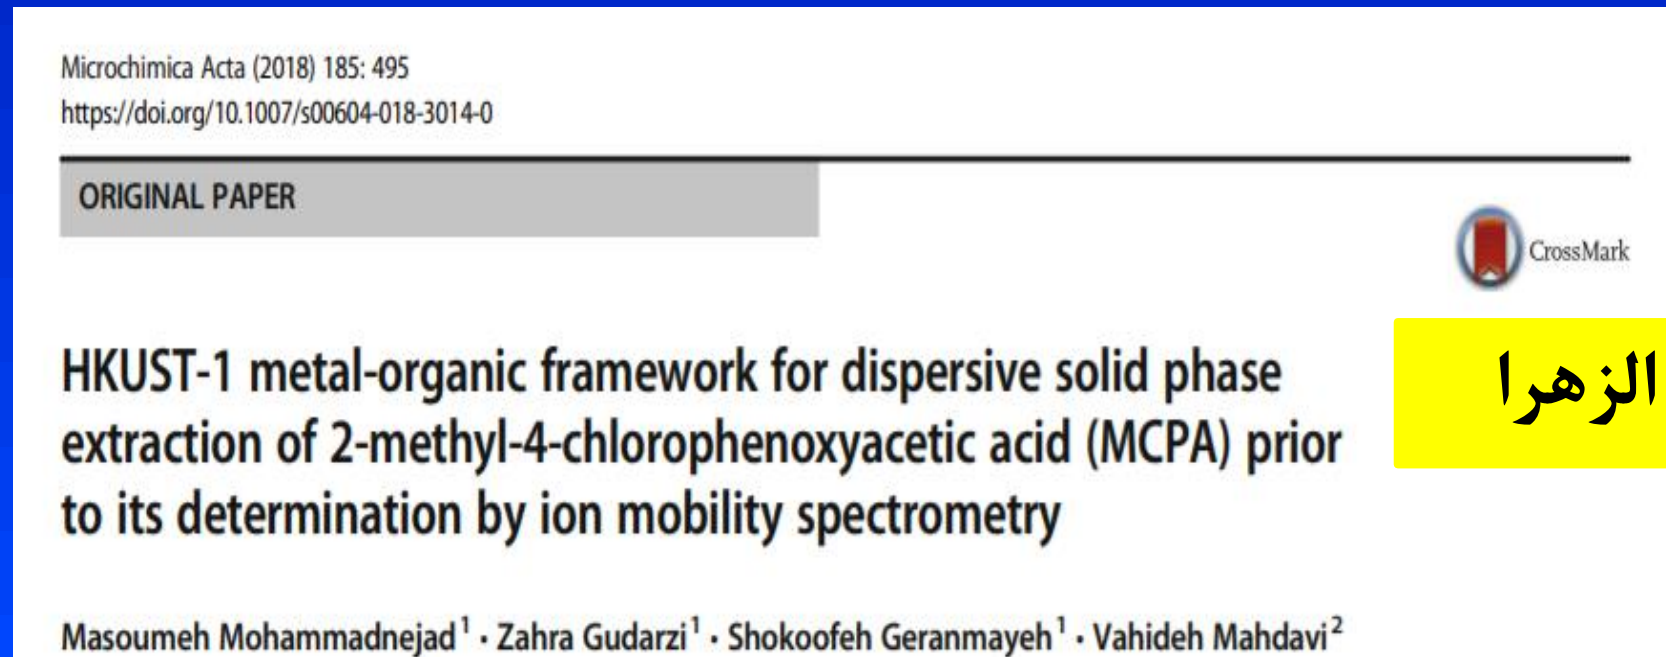 Microchimica Acta (2018) 185: 495
https://doi.org/10.1007/s00604-018-3014-0
ORIGINAL PAPER
CrossMark
HKUST-1 metal-organic framework for dispersive solid phase
extraction of 2-methyl-4-chlorophenoxyacetic acid (MCPA) prior
to its determination by ion mobility spectrometry
الزهرا
Masoumeh Mohammadnejad¹ · Zahra Gudarzi¹ · Shokoofeh Geranmayeh¹ · Vahideh Mahdavi²